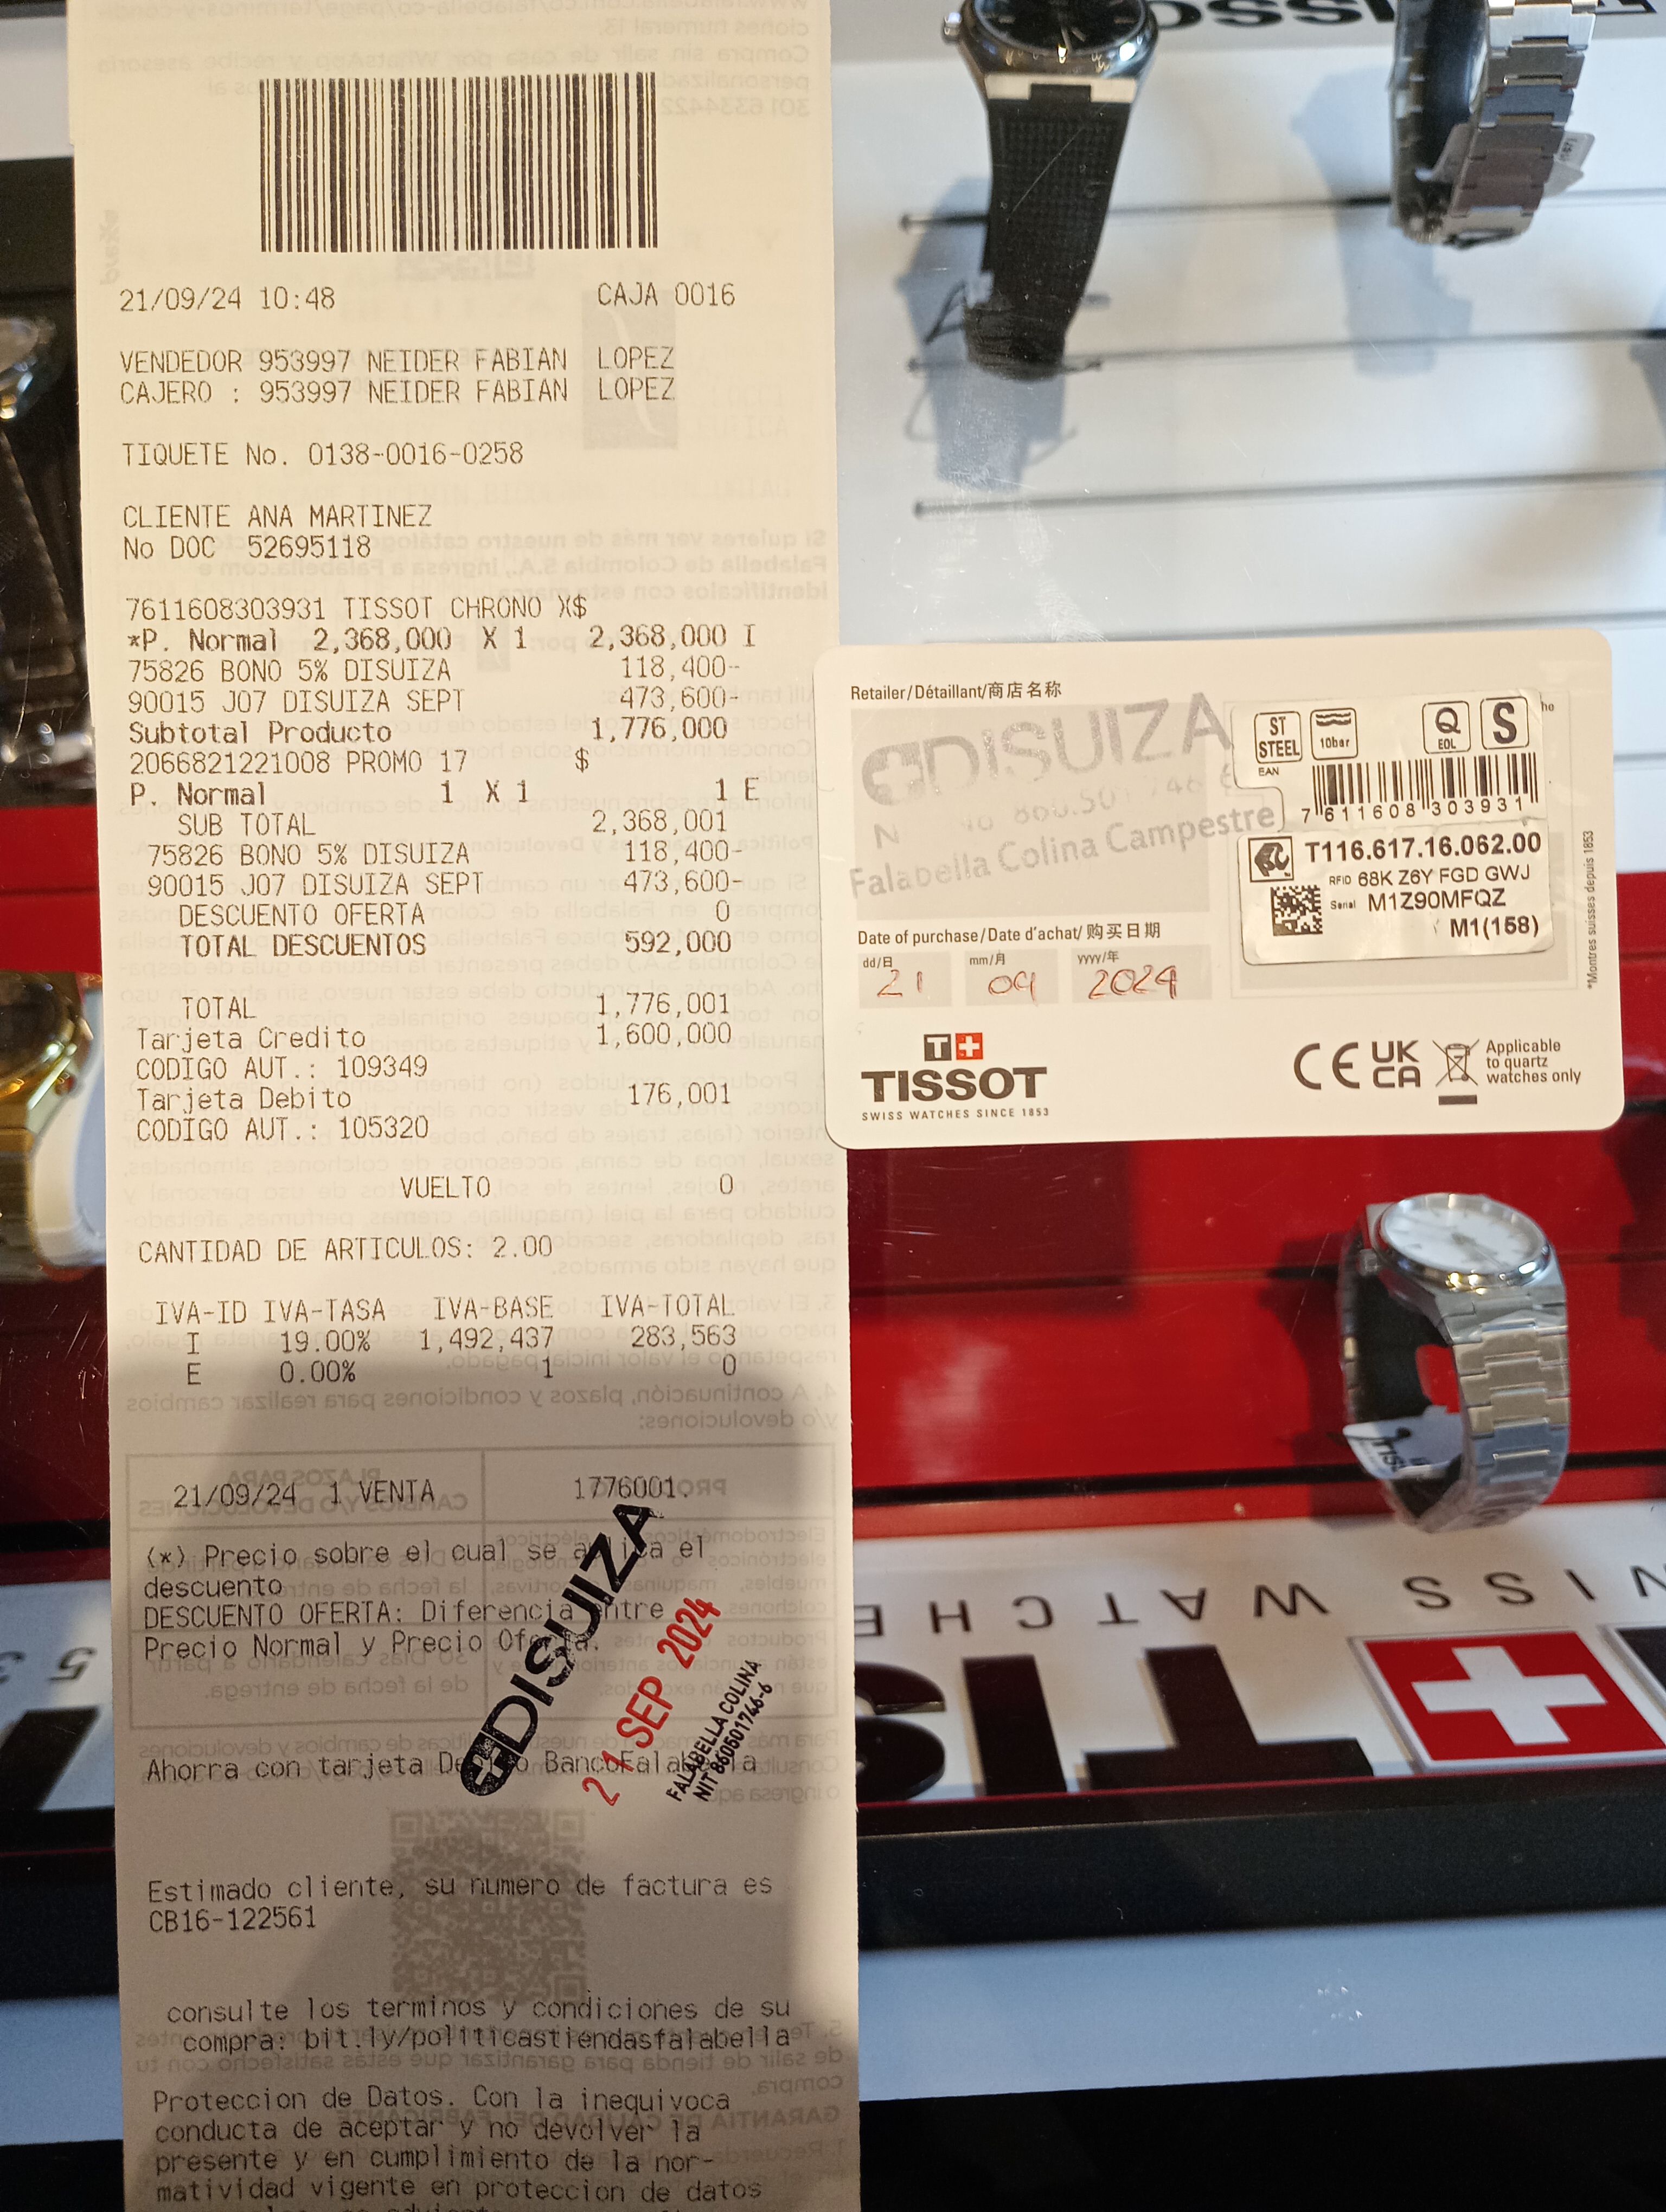 21/09/24 10:48 CAJA 0016
VENDEDOR 953997 NEIDER FABIAN LOPEZ
CAJERO : 953997 NEIDER FABIAN LOPEZ
TIQUETE No. 0138-0016-0258
CLIENTE ANA MARTINEZ
No DOC 52695118
7611608303931 TISSOT CHRONO X$
*P. Normal 2,368,000 X 1 2,368,000 I
75826 BONO 5% DISUIZA 118,400-
90015 J07 DISUIZA SEPT 473,600-
Subtotal Producto 1,776,000
2066821221008 PROMO 17 $
P. Normal 1 X 1 1 E
SUB TOTAL 2,368,001
75826 BONO 5% DISUIZA 118,400-
90015 J07 DISUIZA SEPT 473,600-
DESCUENTO OFERTA 0
TOTAL DESCUENTOS 592,000
TOTAL 1,776,001
Tarjeta Credito 1,600,000
CODIGO AUT.: 109349
Tarjeta Debito 176,001
CODIGO AUT.: 105320
VUELTO 0
CANTIDAD DE ARTICULOS: 2.00
IVA-ID IVA-TASA IVA-BASE IVA-TOTAL
I 19.00% 1,492,437 283,563
E 0.00% 1 0
21/09/24 1 VENTA 1776001.
(*) Precio sobre el cual se aplica el
descuento
DESCUENTO OFERTA: Diferencia entre
Precio Normal y Precio Oferta.
DISUIZA
21 SEP 2024
FALABELLA COLINA
NIT 860501746-6
Ahorra con tarjeta Debito BancoFalabella
Estimado cliente, su numero de factura es
CB16-122561
consulte los terminos y condiciones de su
compra: bit.ly/politicastiendasfalabella
Proteccion de Datos. Con la inequivoca
conducta de aceptar y no devolver la
presente y en cumplimiento de la nor-
matividad vigente en proteccion de datos
Retailer/Détaillant/商店名称
DISUIZA
Falabella Colina Campestre
ST STEEL
10bar
Q
EOL
S
EAN
7 611608 303931
T116.617.16.062.00
RFID 68K Z6Y FGD GWJ
Serial M1Z90MFQZ
M1(158)
*Montres suisses depuis 1853
Date of purchase/Date d'achat/购买日期
dd/日 mm/月 yyyy/年
21 09 2024
T+
TISSOT
SWISS WATCHES SINCE 1853
CE UK CA
Applicable
to quartz
watches only